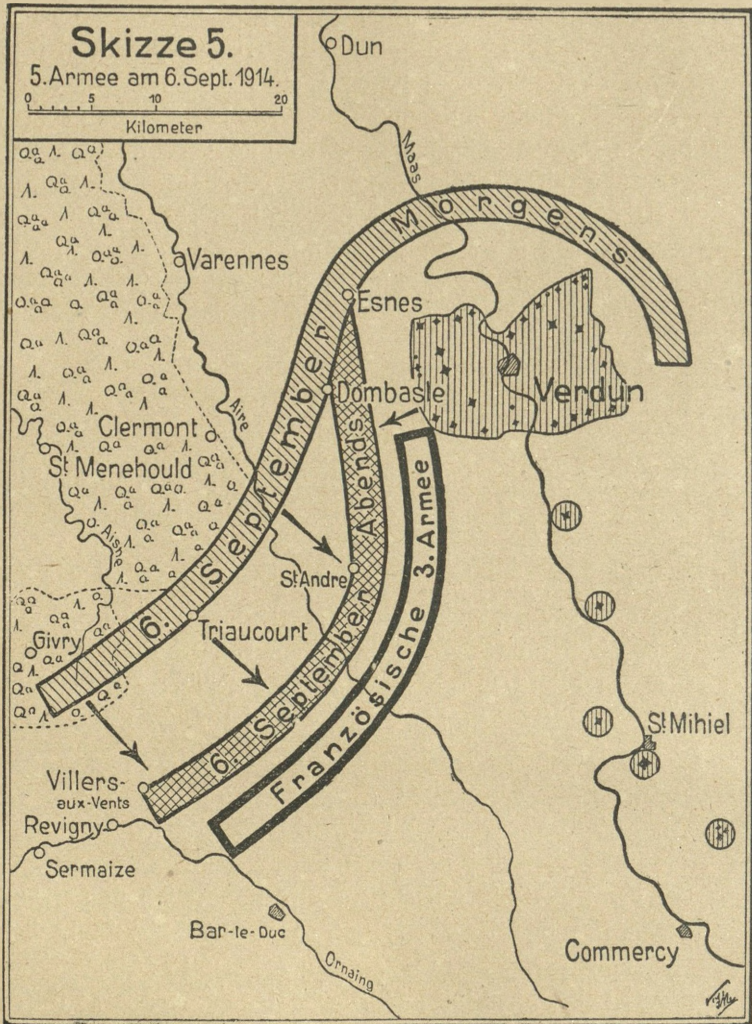 Skizze 5.
5. Armee am 6. Sept. 1914.
0 5 10 20
Kilometer
Dun
Maas
6. September Morgens
Varennes
Esnes
Dombasle
Verdun
Aire
Clermont
St Menehould
Aisne
6. September Abends
Französische 3. Armee
St. Andre
Triaucourt
Givry
St. Mihiel
Villers-
aux-Vents
Revigny
Sermaize
Bar-le-Duc
Ornaing
Commercy